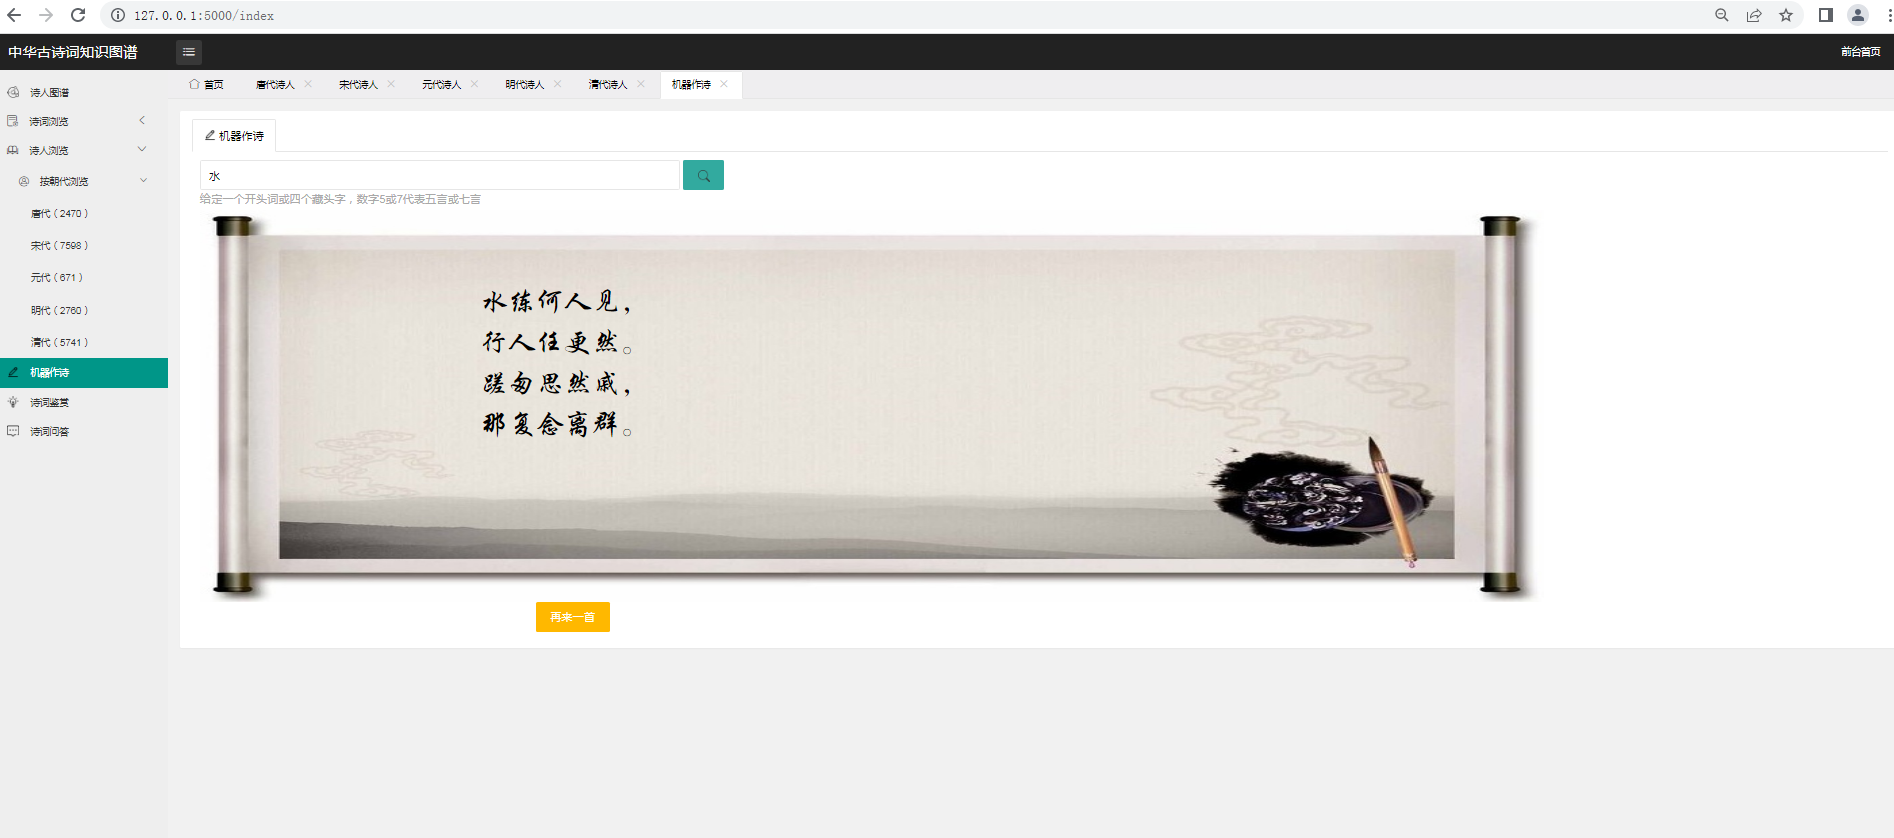 127.0.0.1:5000/index
中华古诗词知识图谱
前台首页
首页
唐代诗人
宋代诗人
元代诗人
明代诗人
清代诗人
机器作诗
诗人图谱
诗词浏览
诗人浏览
按朝代浏览
唐代（2470）
宋代（7598）
元代（671）
明代（2760）
清代（5741）
机器作诗
诗词鉴赏
诗词问答
机器作诗
水
给定一个开头词或四个藏头字，数字5或7代表五言或七言
水练何人见，
行人任更然。
蹉匆思然戚，
那复念离群。
再来一首